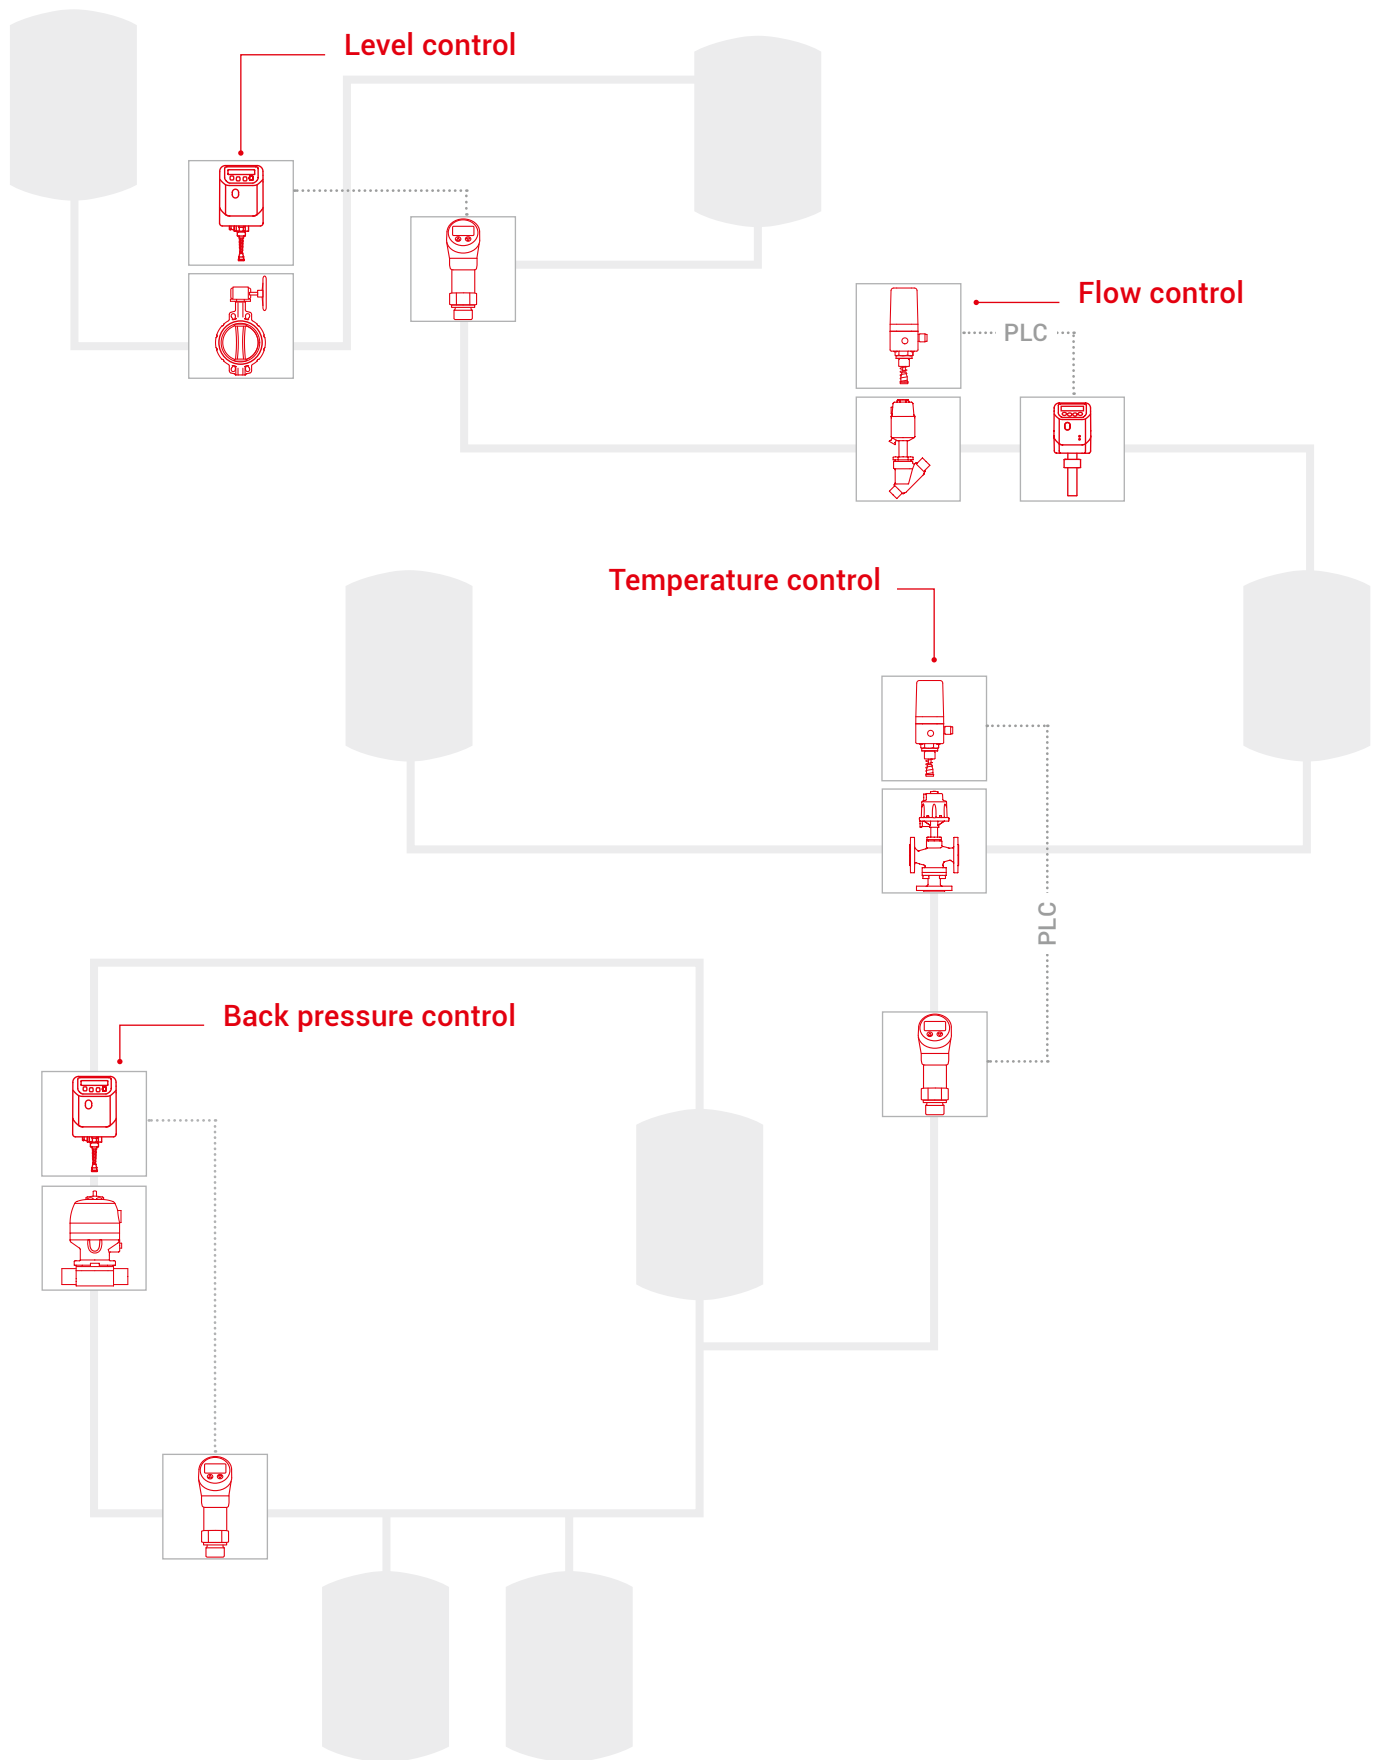 Level control
Flow control
PLC
Temperature control
PLC
Back pressure control